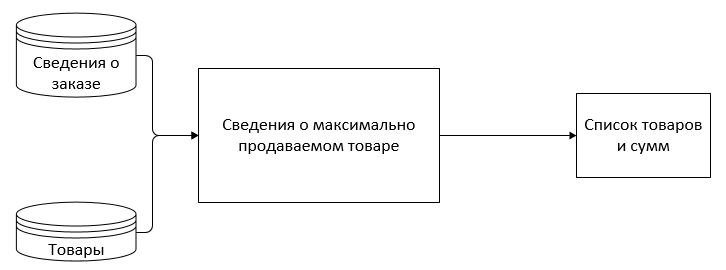 Сведения о
заказе
Сведения о максимально
продаваемом товаре
Список товаров
и сумм
Товары